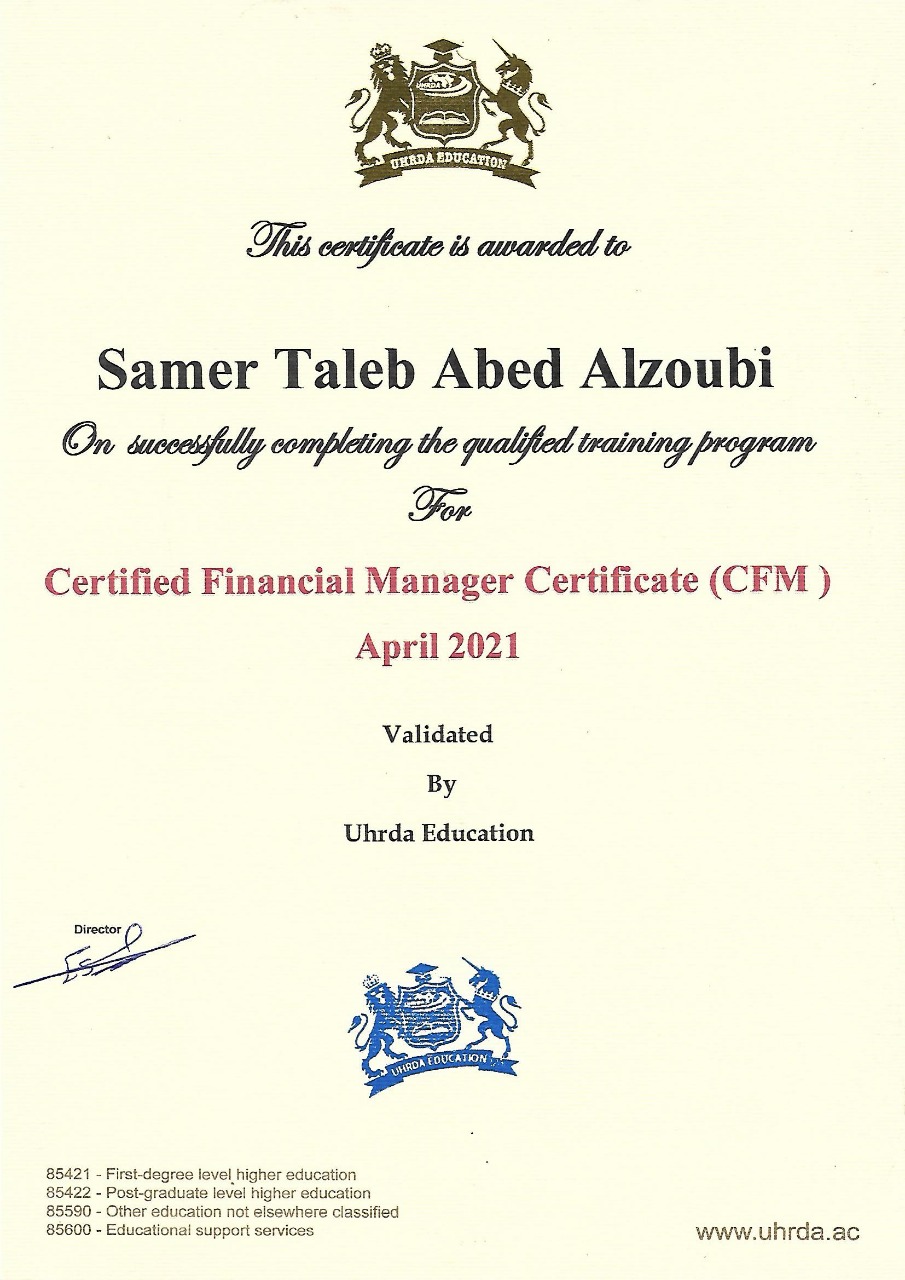 UHRDA
UHRDA EDUCATION
This certificate is awarded to
Samer Taleb Abed Alzoubi
On successfully completing the qualified training program
For
Certified Financial Manager Certificate (CFM )
April 2021
Validated
By
Uhrda Education
Director
UHRDA EDUCATION
85421 - First-degree level higher education
85422 - Post-graduate level higher education
85590 - Other education not elsewhere classified
85600 - Educational support services
www.uhrda.ac